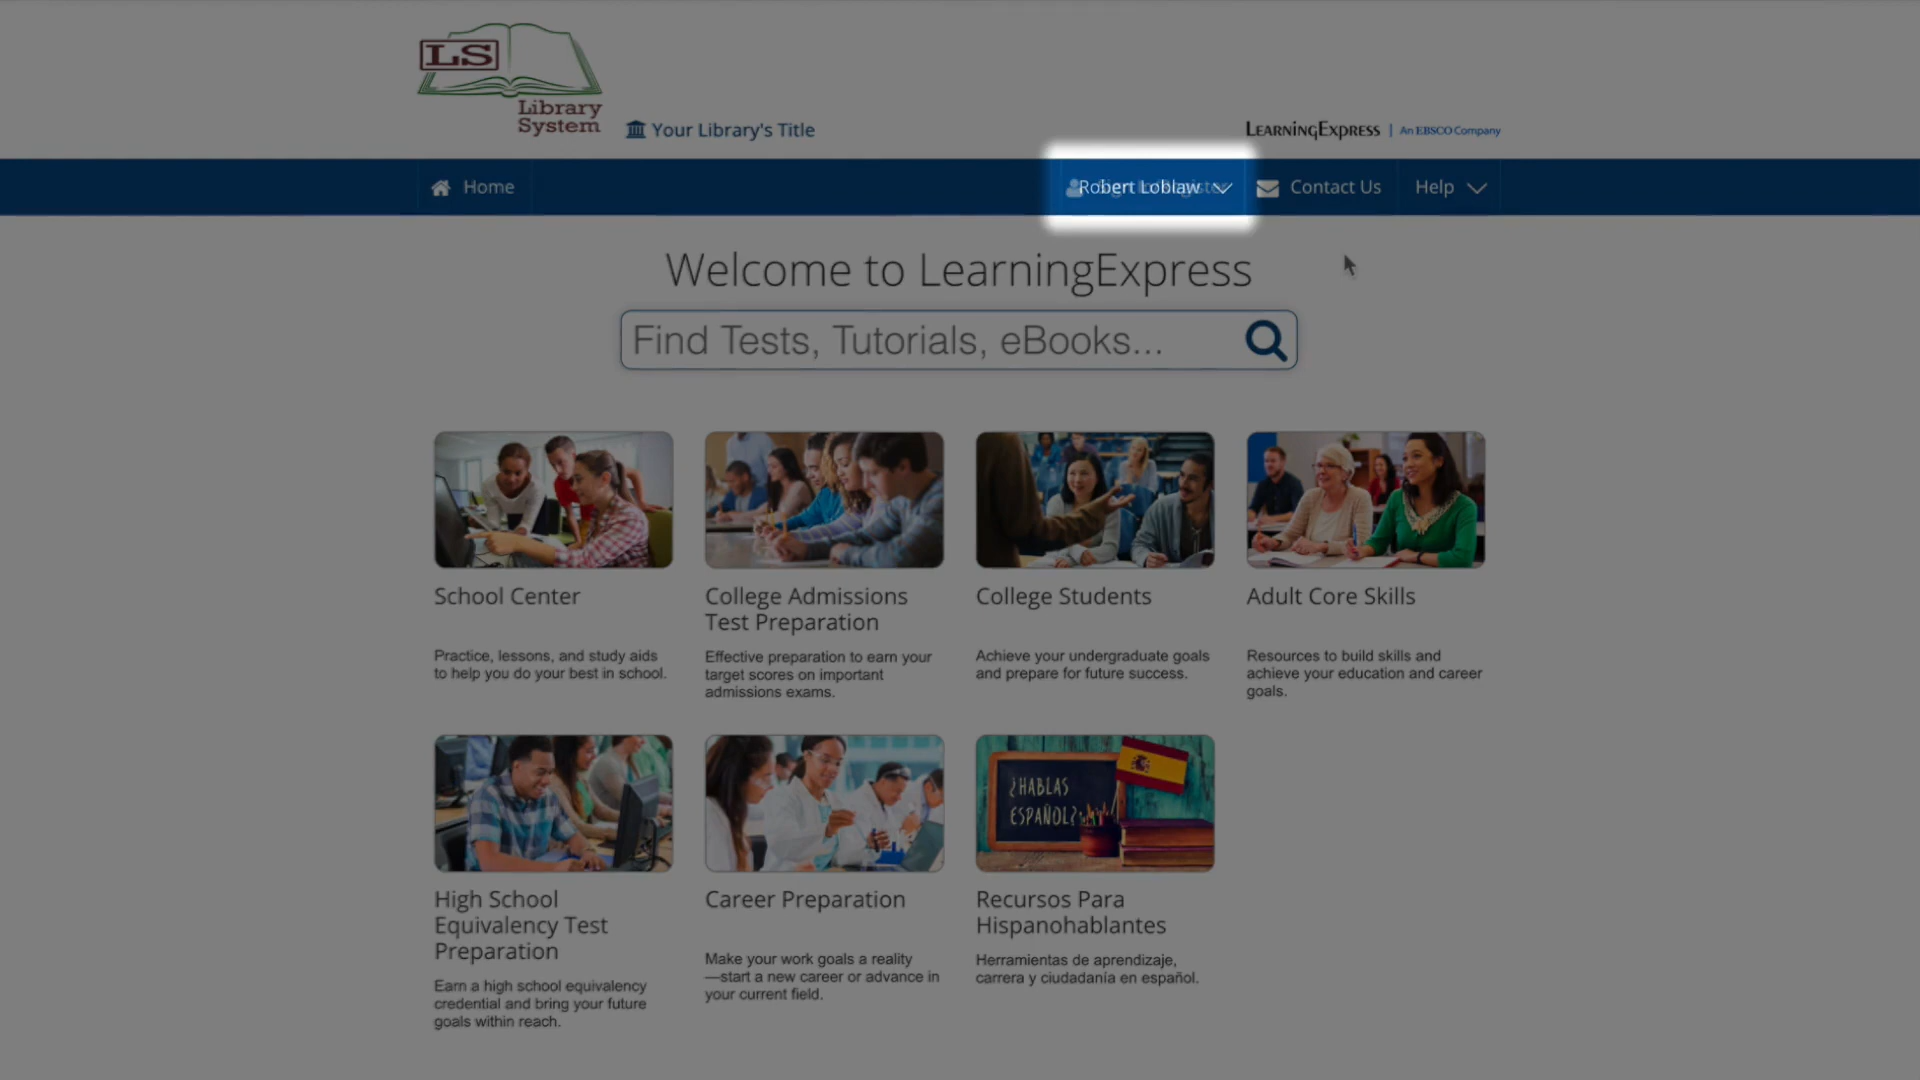 LS
Library
System
Your Library's Title
LEARNINGEXPRESS | An EBSCO Company
Home
Robert Loblaw
Contact Us
Help
Welcome to LearningExpress
Find Tests, Tutorials, eBooks...
School Center
Practice, lessons, and study aids
to help you do your best in school.
College Admissions
Test Preparation
Effective preparation to earn your
target scores on important
admissions exams.
College Students
Achieve your undergraduate goals
and prepare for future success.
Adult Core Skills
Resources to build skills and
achieve your education and career
goals.
¿HABLAS
ESPAÑOL?
High School
Equivalency Test
Preparation
Earn a high school equivalency
credential and bring your future
goals within reach.
Career Preparation
Make your work goals a reality
—start a new career or advance in
your current field.
Recursos Para
Hispanohablantes
Herramientas de aprendizaje,
carrera y ciudadanía en español.